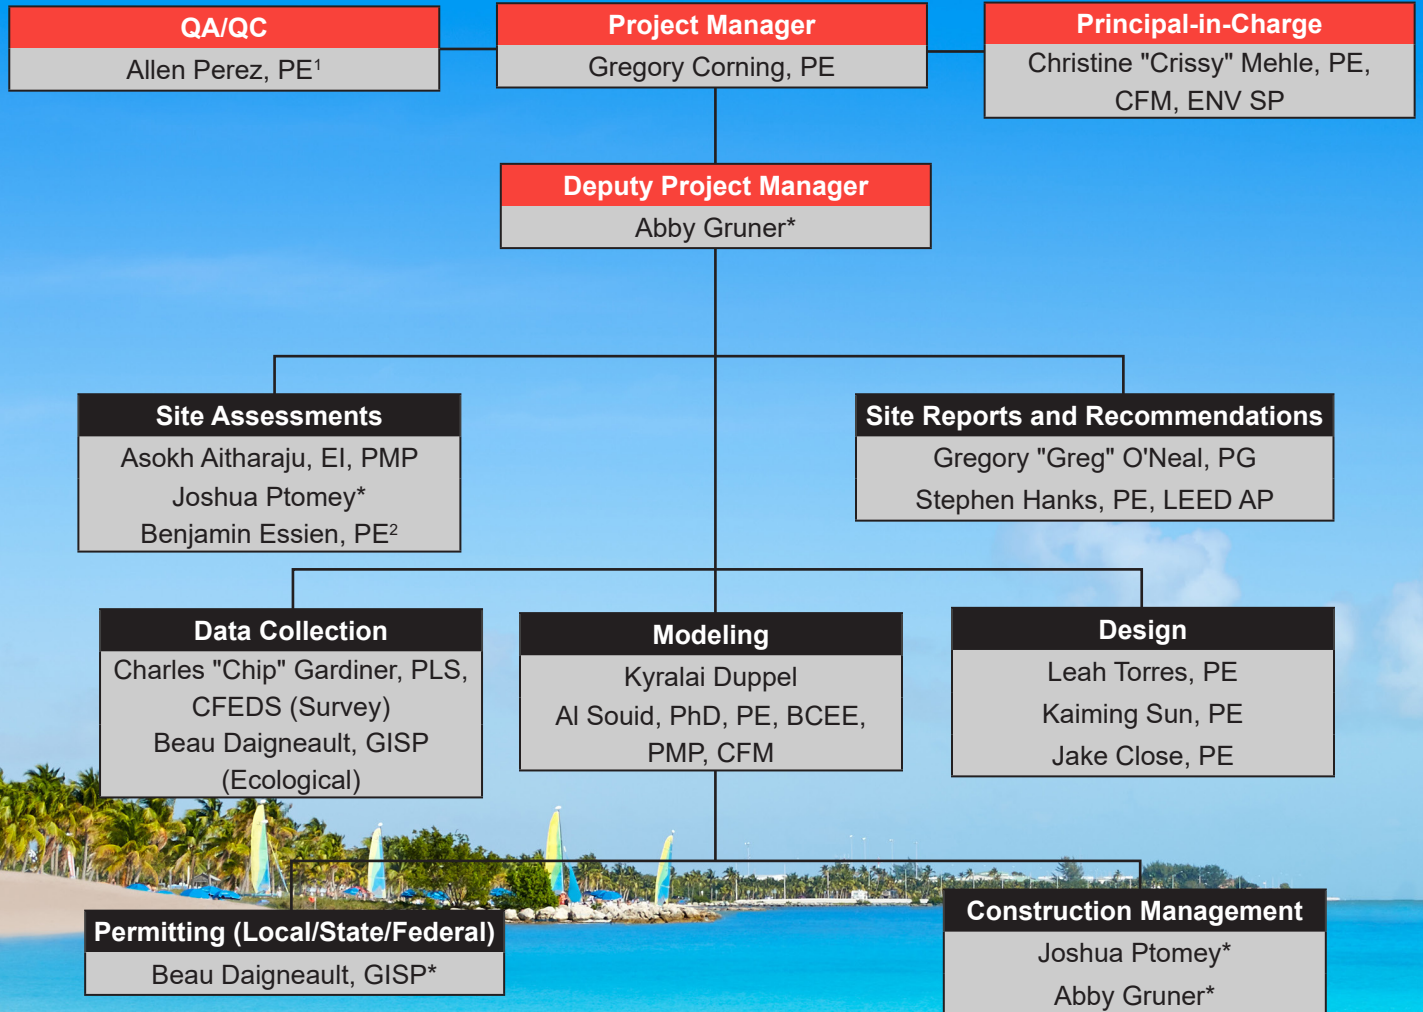 QA/QC
Allen Perez, PE¹
Project Manager
Gregory Corning, PE
Principal-in-Charge
Christine "Crissy" Mehle, PE,
CFM, ENV SP
Deputy Project Manager
Abby Gruner*
Site Assessments
Asokh Aitharaju, EI, PMP
Joshua Ptomey*
Benjamin Essien, PE²
Site Reports and Recommendations
Gregory "Greg" O'Neal, PG
Stephen Hanks, PE, LEED AP
Data Collection
Charles "Chip" Gardiner, PLS,
CFEDS (Survey)
Beau Daigneault, GISP
(Ecological)
Modeling
Kyralai Duppel
Al Souid, PhD, PE, BCEE,
PMP, CFM
Design
Leah Torres, PE
Kaiming Sun, PE
Jake Close, PE
Permitting (Local/State/Federal)
Beau Daigneault, GISP*
Construction Management
Joshua Ptomey*
Abby Gruner*